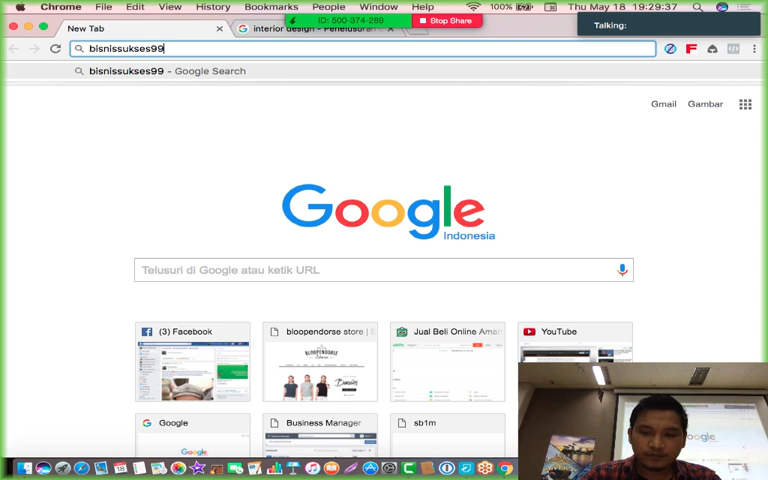 Chrome File Edit View History Bookmarks People Window Help 100% Thu May 18 19:29:37
ID: 500-374-289 Stop Share
Talking:
New Tab
interior design - Penelusuran
bisnissukses99
bisnissukses99 - Google Search
Gmail Gambar
Google
Indonesia
Telusuri di Google atau ketik URL
(3) Facebook
bloopendorse store |
Jual Beli Online Aman
YouTube
BLOOPENDORSE
Google
Business Manager
sb1m
Google